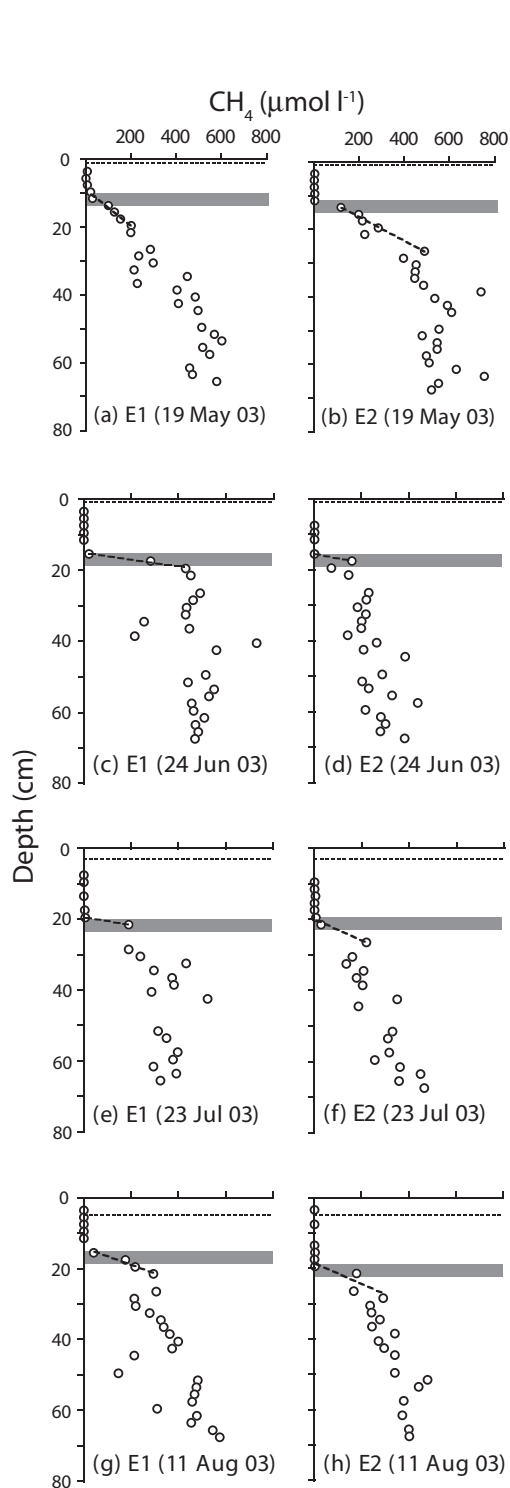 CH4 (μmol l-1)
200 400 600 800
200 400 600 800
0
20
40
60
80
(a) E1 (19 May 03)
(b) E2 (19 May 03)
0
20
40
60
80
(c) E1 (24 Jun 03)
(d) E2 (24 Jun 03)
Depth (cm)
0
20
40
60
80
(e) E1 (23 Jul 03)
(f) E2 (23 Jul 03)
0
20
40
60
80
(g) E1 (11 Aug 03)
(h) E2 (11 Aug 03)